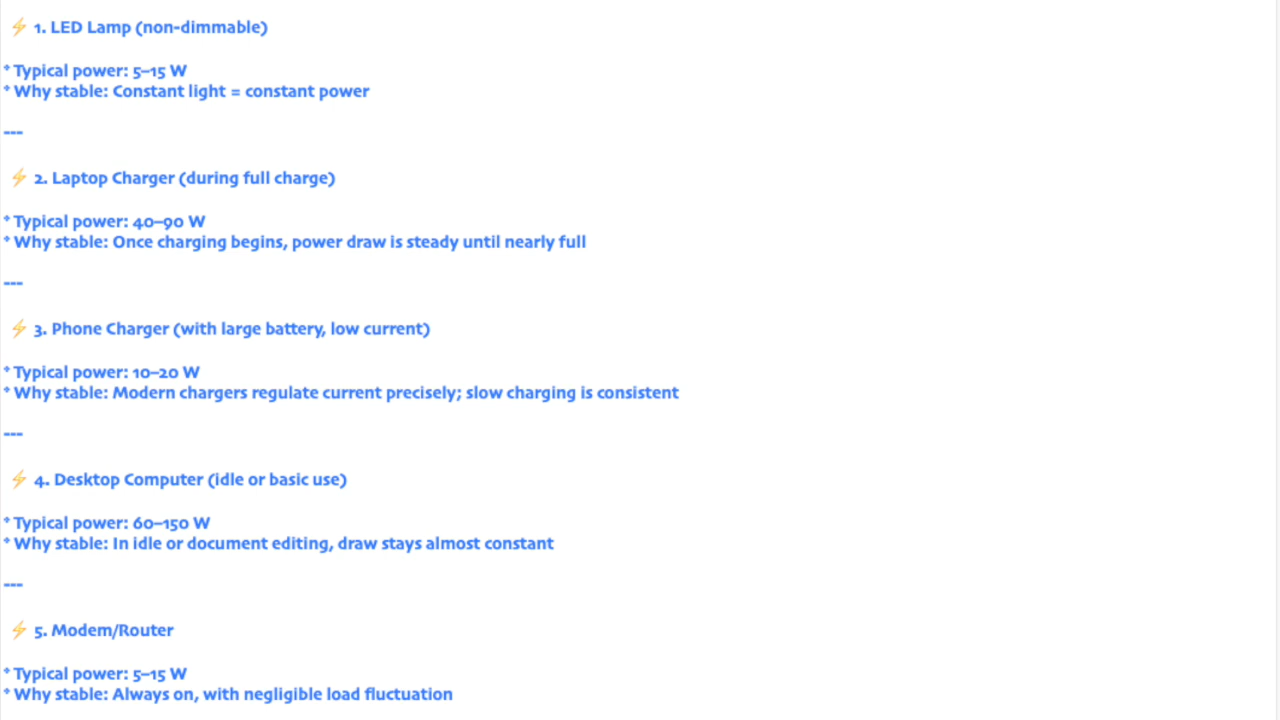 ⚡ 1. LED Lamp (non-dimmable)
* Typical power: 5–15 W
* Why stable: Constant light = constant power
---
⚡ 2. Laptop Charger (during full charge)
* Typical power: 40–90 W
* Why stable: Once charging begins, power draw is steady until nearly full
---
⚡ 3. Phone Charger (with large battery, low current)
* Typical power: 10–20 W
* Why stable: Modern chargers regulate current precisely; slow charging is consistent
---
⚡ 4. Desktop Computer (idle or basic use)
* Typical power: 60–150 W
* Why stable: In idle or document editing, draw stays almost constant
---
⚡ 5. Modem/Router
* Typical power: 5–15 W
* Why stable: Always on, with negligible load fluctuation